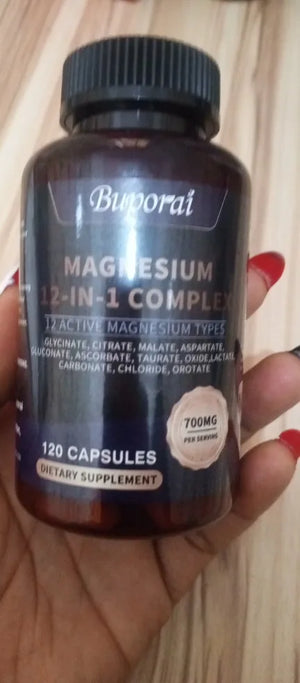 Buporai
MAGNESIUM
12-IN-1 COMPLEX
12 ACTIVE MAGNESIUM TYPES
GLYCINATE, CITRATE, MALATE, ASPARTATE,
GLUCONATE, ASCORBATE, TAURATE, OXIDE, LACTATE,
CARBONATE, CHLORIDE, OROTATE
700MG
PER SERVING
120 CAPSULES
DIETARY SUPPLEMENT